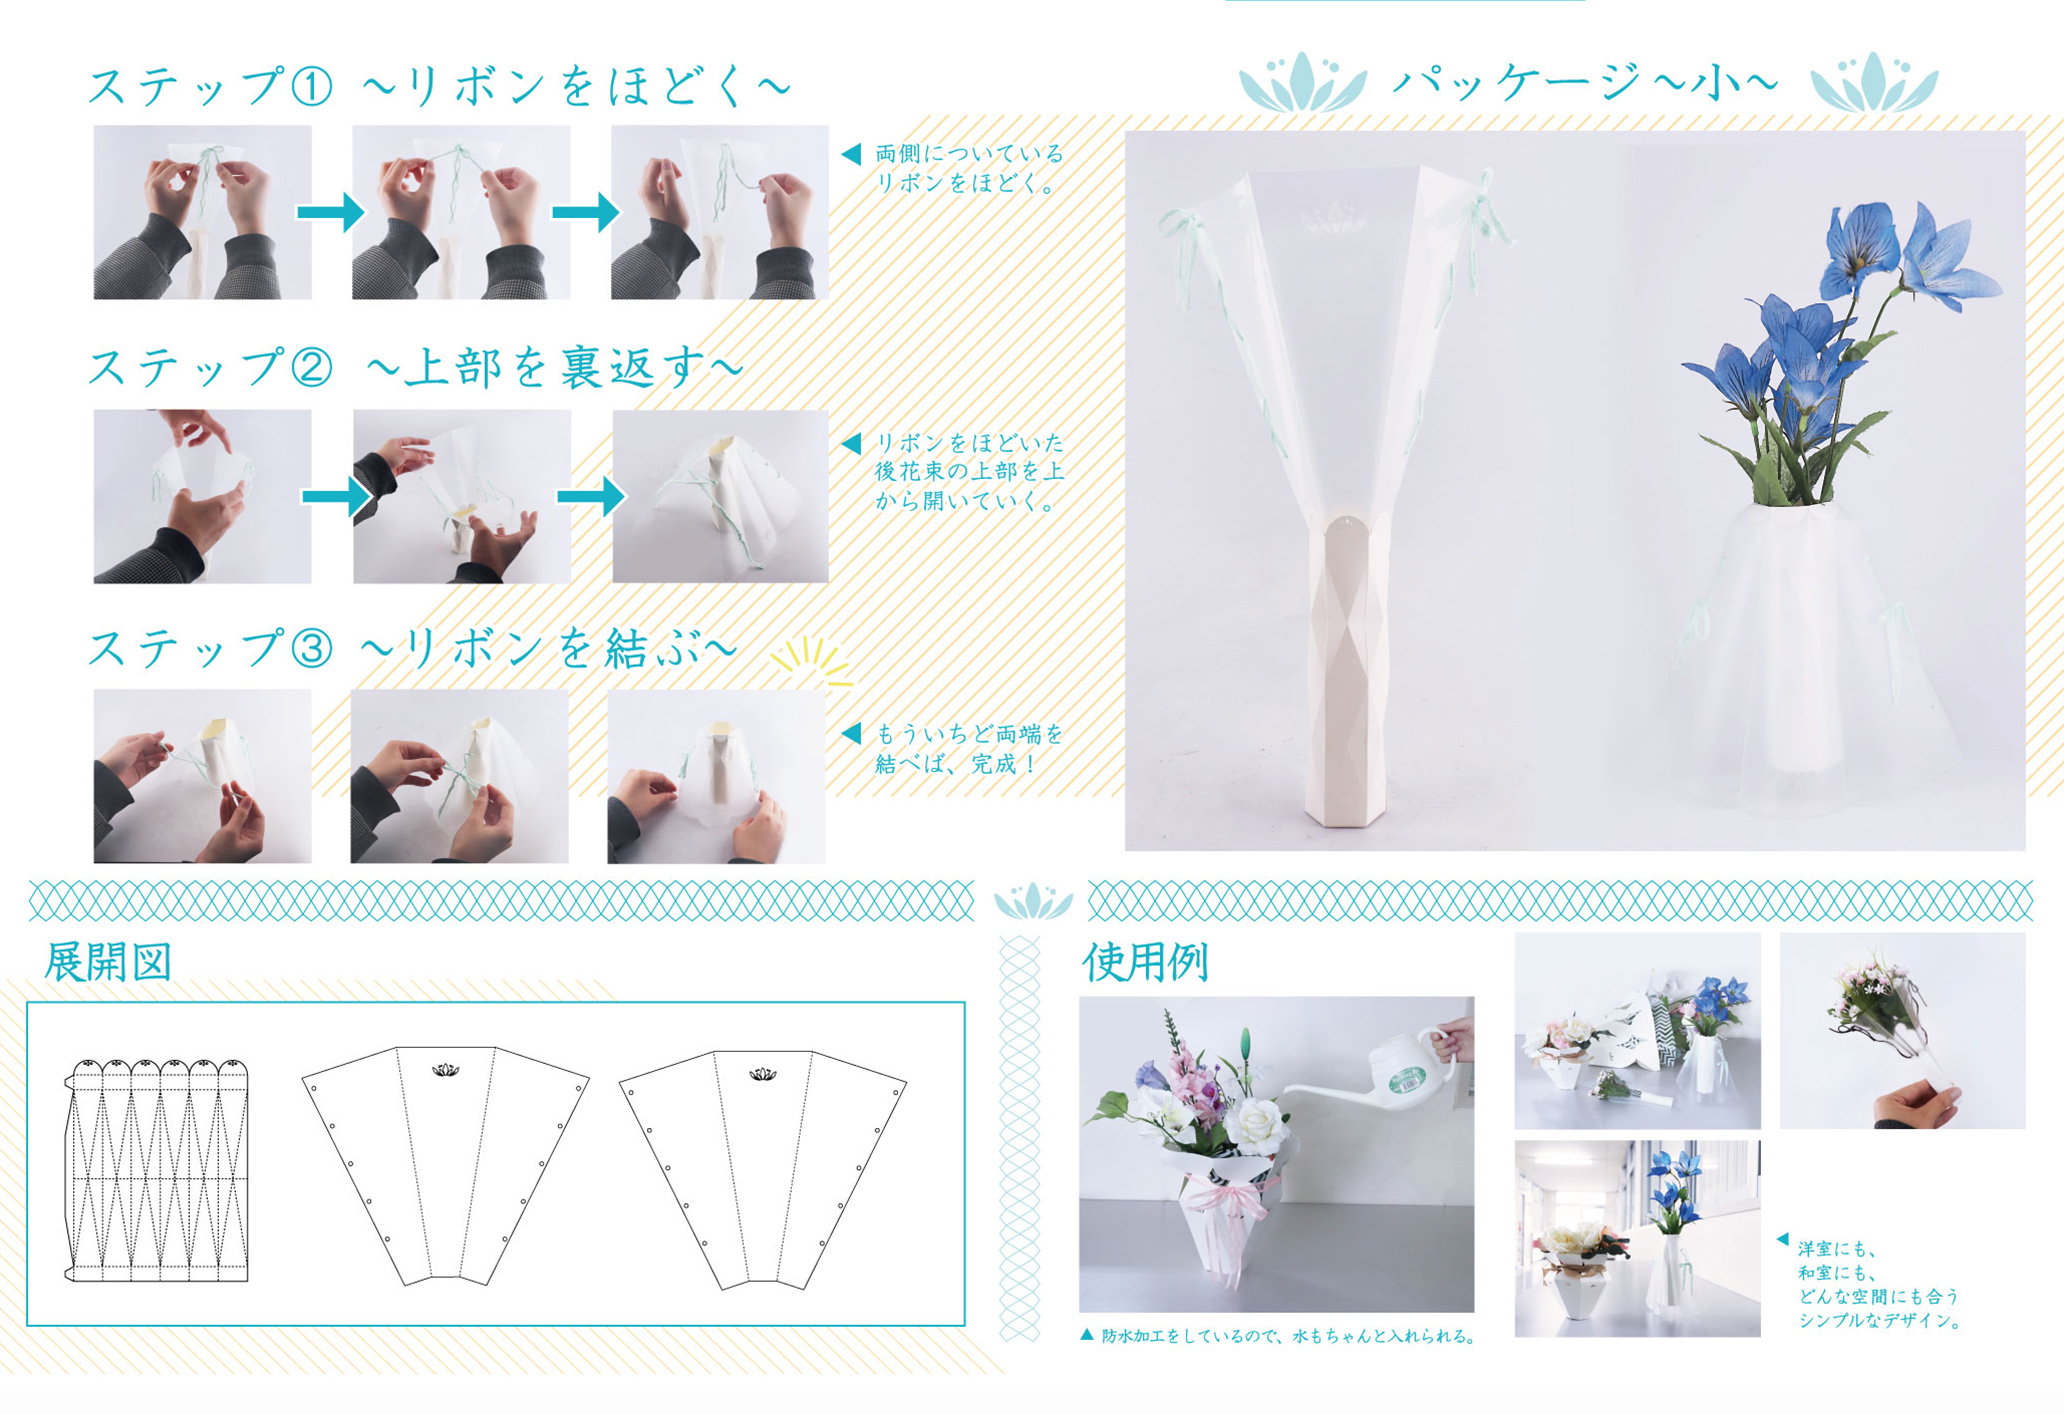 ステップ① ～リボンをほどく～
◀ 両側についている
リボンをほどく。
ステップ② ～上部を裏返す～
◀ リボンをほどいた
後花束の上部を上
から開いていく。
ステップ③ ～リボンを結ぶ～
◀ もういちど両端を
結べば、完成！
パッケージ～小～
展開図
使用例
▲ 防水加工をしているので、水もちゃんと入れられる。
◀ 洋室にも、
和室にも、
どんな空間にも合う
シンプルなデザイン。